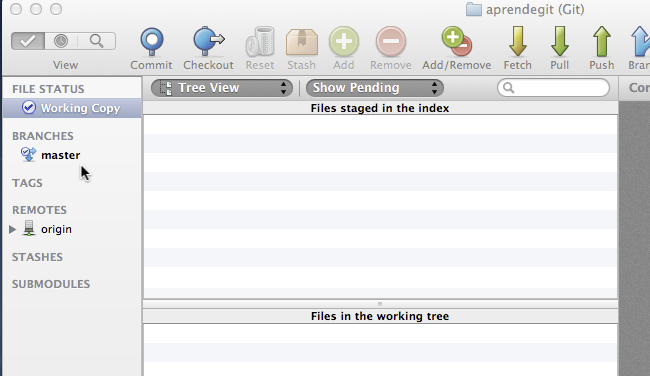 aprendegit (Git)
View
Commit
Checkout
Reset
Stash
Add
Remove
Add/Remove
Fetch
Pull
Push
Bran
FILE STATUS
Working Copy
BRANCHES
master
TAGS
REMOTES
origin
STASHES
SUBMODULES
Tree View
Show Pending
Con
Files staged in the index
Files in the working tree